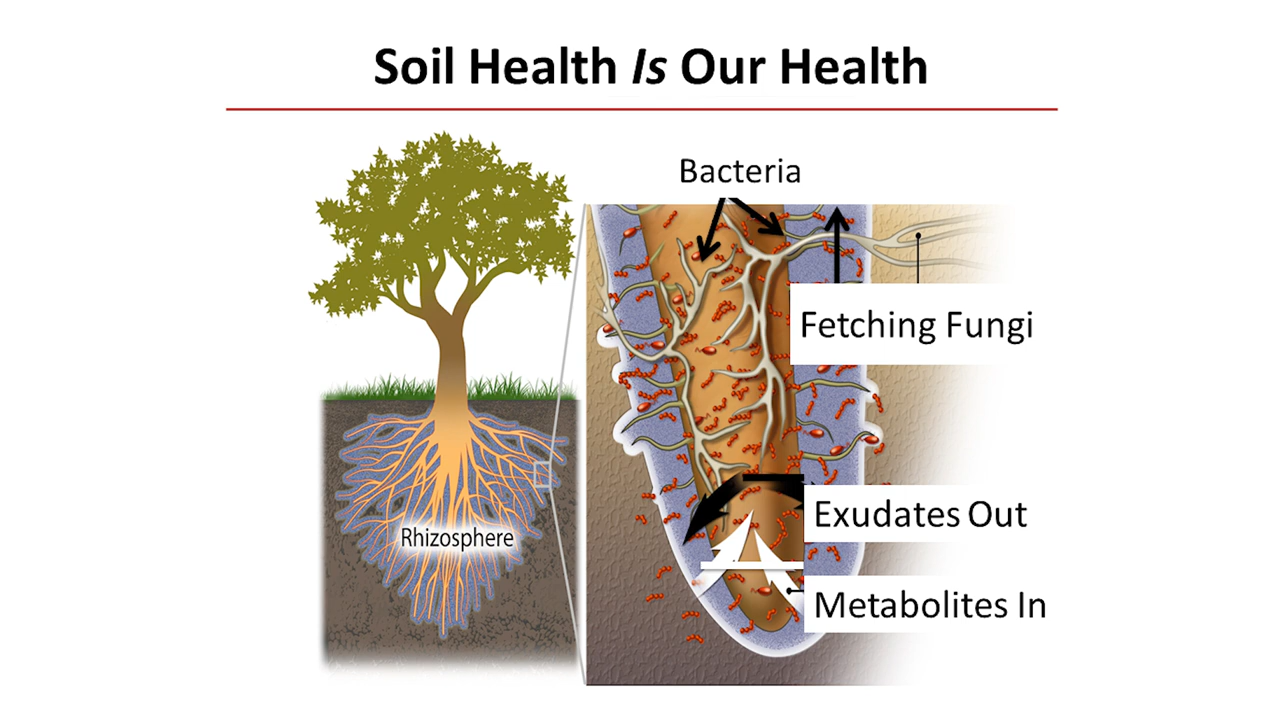 Soil Health Is Our Health
Bacteria
Fetching Fungi
Rhizosphere
Exudates Out
Metabolites In